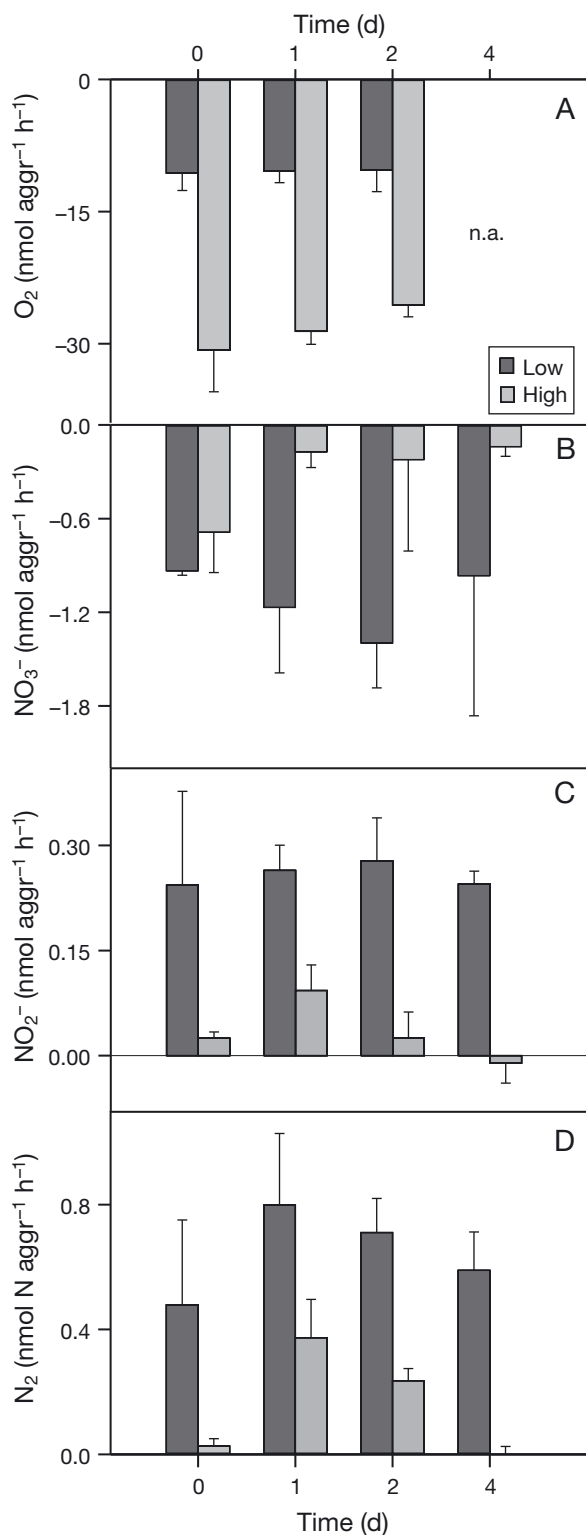 Time (d)
0 1 2 4
A
0
−15
−30
O₂ (nmol aggr⁻¹ h⁻¹)
n.a.
Low
High
B
0.0
−0.6
−1.2
−1.8
NO₃⁻ (nmol aggr⁻¹ h⁻¹)
C
0.30
0.15
0.00
NO₂⁻ (nmol aggr⁻¹ h⁻¹)
D
0.8
0.4
0.0
N₂ (nmol N aggr⁻¹ h⁻¹)
0 1 2 4
Time (d)